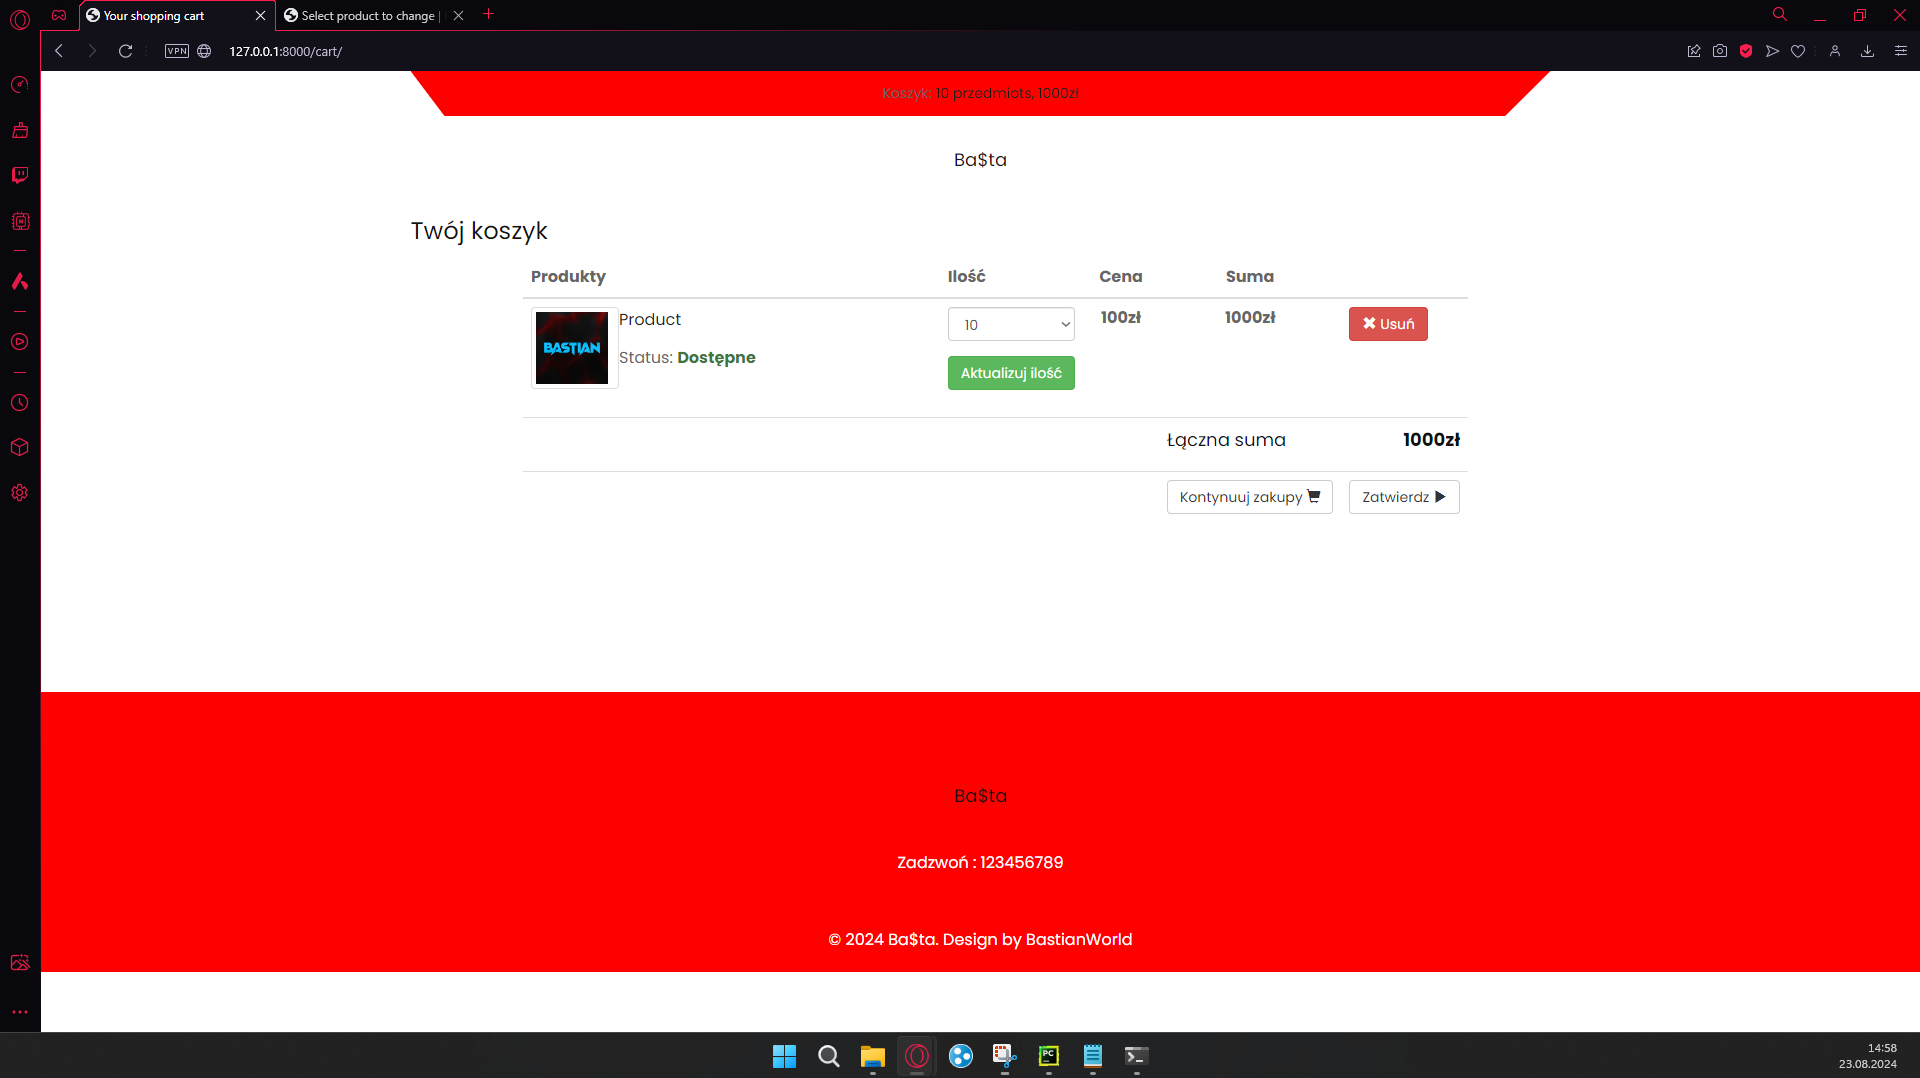 Your shopping cart
Select product to change |
VPN
127.0.0.1:8000/cart/
Koszyk: 10 przedmiots, 1000zł
Ba$ta
Twój koszyk
Produkty Ilość Cena Suma
BASTIAN
Product
Status: Dostępne
10
Aktualizuj ilość
100zł
1000zł
Usuń
Łączna suma 1000zł
Kontynuuj zakupy
Zatwierdz
Ba$ta
Zadzwoń : 123456789
© 2024 Ba$ta. Design by BastianWorld
PC
14:58
23.08.2024